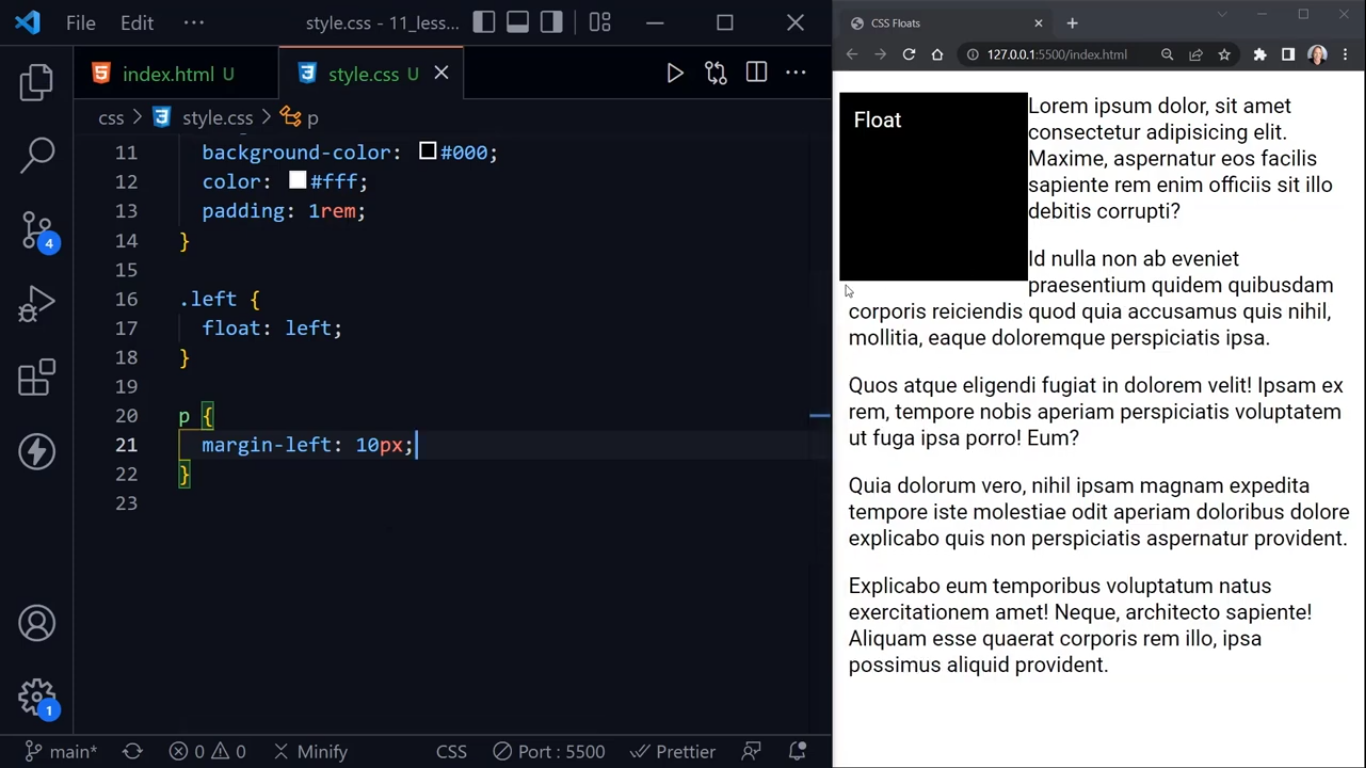 File Edit ··· style.css - 11_less...
index.html U style.css U
css > style.css > p
11 background-color: #000;
12 color: #fff;
13 padding: 1rem;
14 }
15
16 .left {
17 float: left;
18 }
19
20 p {
21 margin-left: 10px;
22 }
23
4
1
main* 0 0 Minify CSS Port : 5500 Prettier
CSS Floats
127.0.0.1:5500/index.html
Float
Lorem ipsum dolor, sit amet
consectetur adipisicing elit.
Maxime, aspernatur eos facilis
sapiente rem enim officiis sit illo
debitis corrupti?
Id nulla non ab eveniet
praesentium quidem quibusdam
corporis reiciendis quod quia accusamus quis nihil,
mollitia, eaque doloremque perspiciatis ipsa.
Quos atque eligendi fugiat in dolorem velit! Ipsam ex
rem, tempore nobis aperiam perspiciatis voluptatem
ut fuga ipsa porro! Eum?
Quia dolorum vero, nihil ipsam magnam expedita
tempore iste molestiae odit aperiam doloribus dolore
explicabo quis non perspiciatis aspernatur provident.
Explicabo eum temporibus voluptatum natus
exercitationem amet! Neque, architecto sapiente!
Aliquam esse quaerat corporis rem illo, ipsa
possimus aliquid provident.